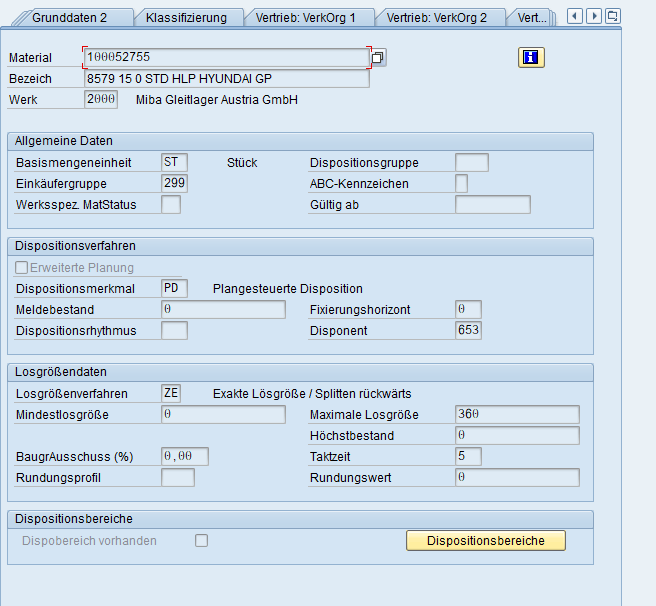 Grunddaten 2 Klassifizierung Vertrieb: VerkOrg 1 Vertrieb: VerkOrg 2 Vert...
Material 100052755
Bezeich 8579 15 0 STD HLP HYUNDAI GP
Werk 2000 Miba Gleitlager Austria GmbH
Allgemeine Daten
Basismengeneinheit ST Stück Dispositionsgruppe
Einkäufergruppe 299 ABC-Kennzeichen
Werksspez. MatStatus Gültig ab
Dispositionsverfahren
Erweiterte Planung
Dispositionsmerkmal PD Plangesteuerte Disposition
Meldebestand 0 Fixierungshorizont 0
Dispositionsrhythmus Disponent 653
Losgrößendaten
Losgrößenverfahren ZE Exakte Lösgröße / Splitten rückwärts
Mindestlosgröße 0 Maximale Losgröße 360
Höchstbestand 0
BaugrAusschuss (%) 0,00 Taktzeit 5
Rundungsprofil Rundungswert 0
Dispositionsbereiche
Dispobereich vorhanden Dispositionsbereiche